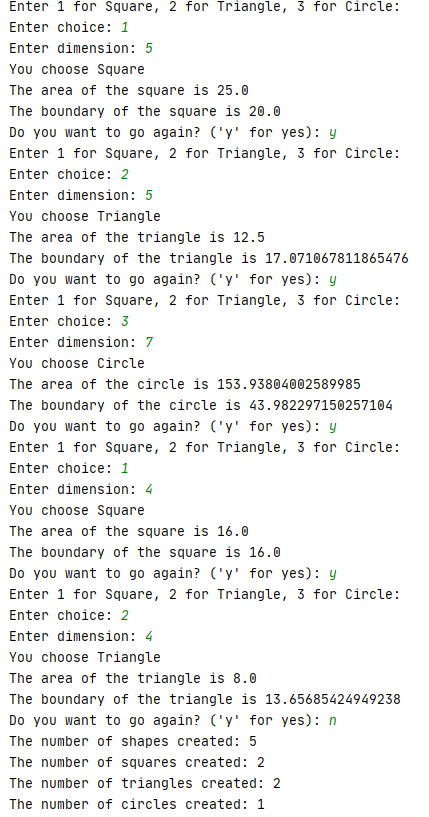 Enter 1 for Square, 2 for Triangle, 3 for Circle:
Enter choice: 1
Enter dimension: 5
You choose Square
The area of the square is 25.0
The boundary of the square is 20.0
Do you want to go again? ('y' for yes): y
Enter 1 for Square, 2 for Triangle, 3 for Circle:
Enter choice: 2
Enter dimension: 5
You choose Triangle
The area of the triangle is 12.5
The boundary of the triangle is 17.071067811865476
Do you want to go again? ('y' for yes): y
Enter 1 for Square, 2 for Triangle, 3 for Circle:
Enter choice: 3
Enter dimension: 7
You choose Circle
The area of the circle is 153.93804002589985
The boundary of the circle is 43.982297150257104
Do you want to go again? ('y' for yes): y
Enter 1 for Square, 2 for Triangle, 3 for Circle:
Enter choice: 1
Enter dimension: 4
You choose Square
The area of the square is 16.0
The boundary of the square is 16.0
Do you want to go again? ('y' for yes): y
Enter 1 for Square, 2 for Triangle, 3 for Circle:
Enter choice: 2
Enter dimension: 4
You choose Triangle
The area of the triangle is 8.0
The boundary of the triangle is 13.65685424949238
Do you want to go again? ('y' for yes): n
The number of shapes created: 5
The number of squares created: 2
The number of triangles created: 2
The number of circles created: 1